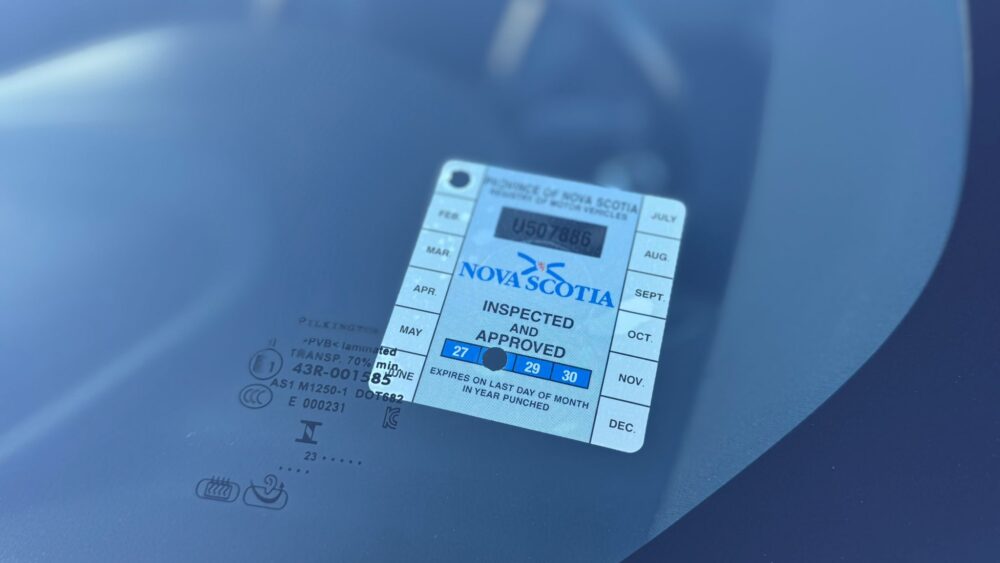 PROVINCE OF NOVA SCOTIA
REGISTRY OF MOTOR VEHICLES
U507886
NOVA SCOTIA
INSPECTED
AND
APPROVED
27 29 30
EXPIRES ON LAST DAY OF MONTH
IN YEAR PUNCHED
FEB.
MAR.
APR.
MAY
JUNE
JULY
AUG.
SEPT.
OCT.
NOV.
DEC.
PILKINGTON
>PVB< laminated
TRANSP. 70% min
43R-001585
AS1 M1250-1 DOT682
E 000231
I
23